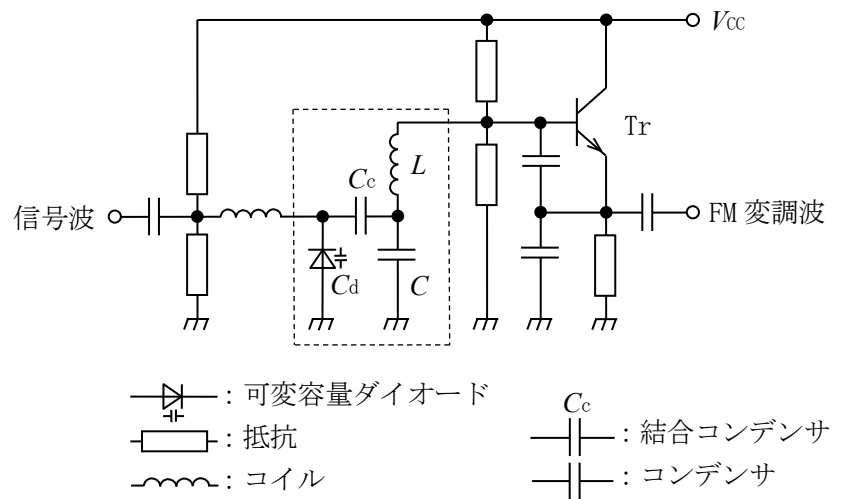 VCC
Tr
L
Cc
信号波
FM 変調波
Cd
C
：可変容量ダイオード
：抵抗
：コイル
Cc
：結合コンデンサ
：コンデンサ